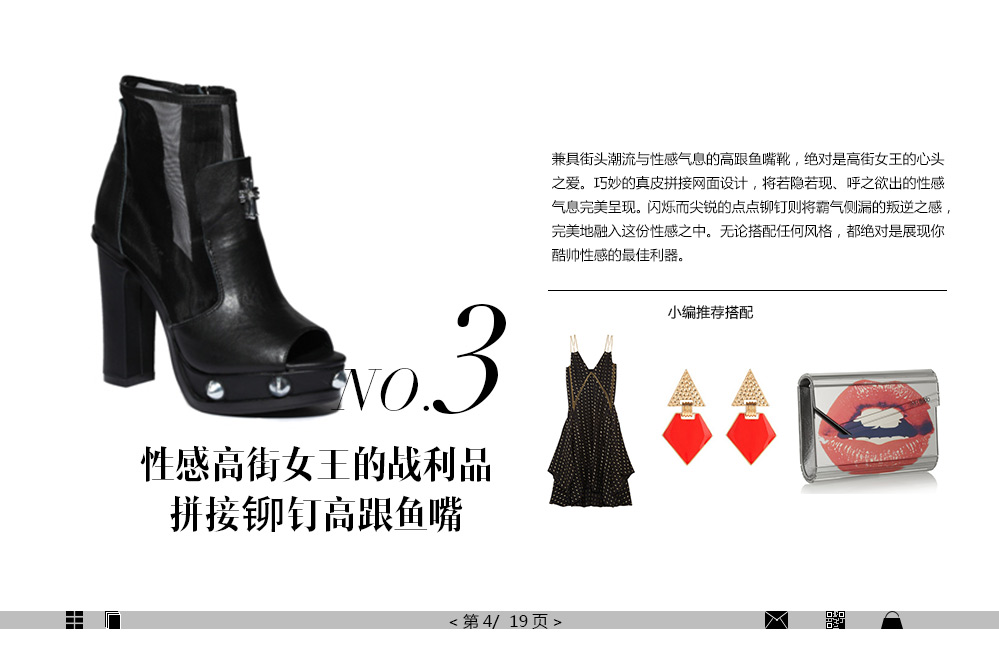 兼具街头潮流与性感气息的高跟鱼嘴靴，绝对是高街女王的心头
之爱。巧妙的真皮拼接网面设计，将若隐若现、呼之欲出的性感
气息完美呈现。闪烁而尖锐的点点铆钉则将霸气侧漏的叛逆之感，
完美地融入这份性感之中。无论搭配任何风格，都绝对是展现你
酷帅性感的最佳利器。
小编推荐搭配
NO.3
性感高街女王的战利品
拼接铆钉高跟鱼嘴
< 第 4/ 19 页 >